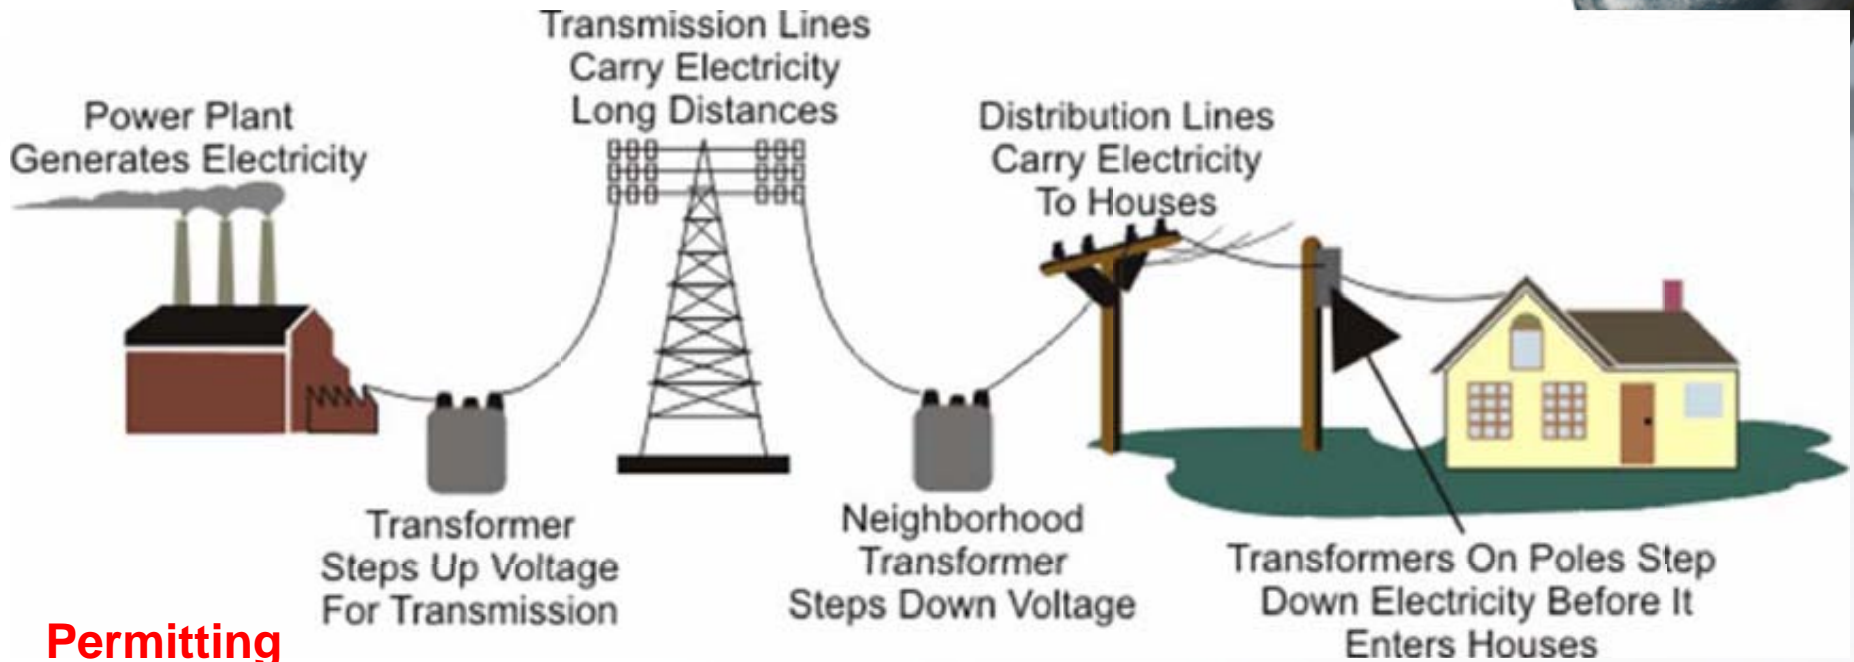 Transmission Lines
Carry Electricity
Long Distances
Power Plant
Generates Electricity
Distribution Lines
Carry Electricity
To Houses
Transformer
Steps Up Voltage
For Transmission
Neighborhood
Transformer
Steps Down Voltage
Transformers On Poles Step
Down Electricity Before It
Enters Houses
Permitting